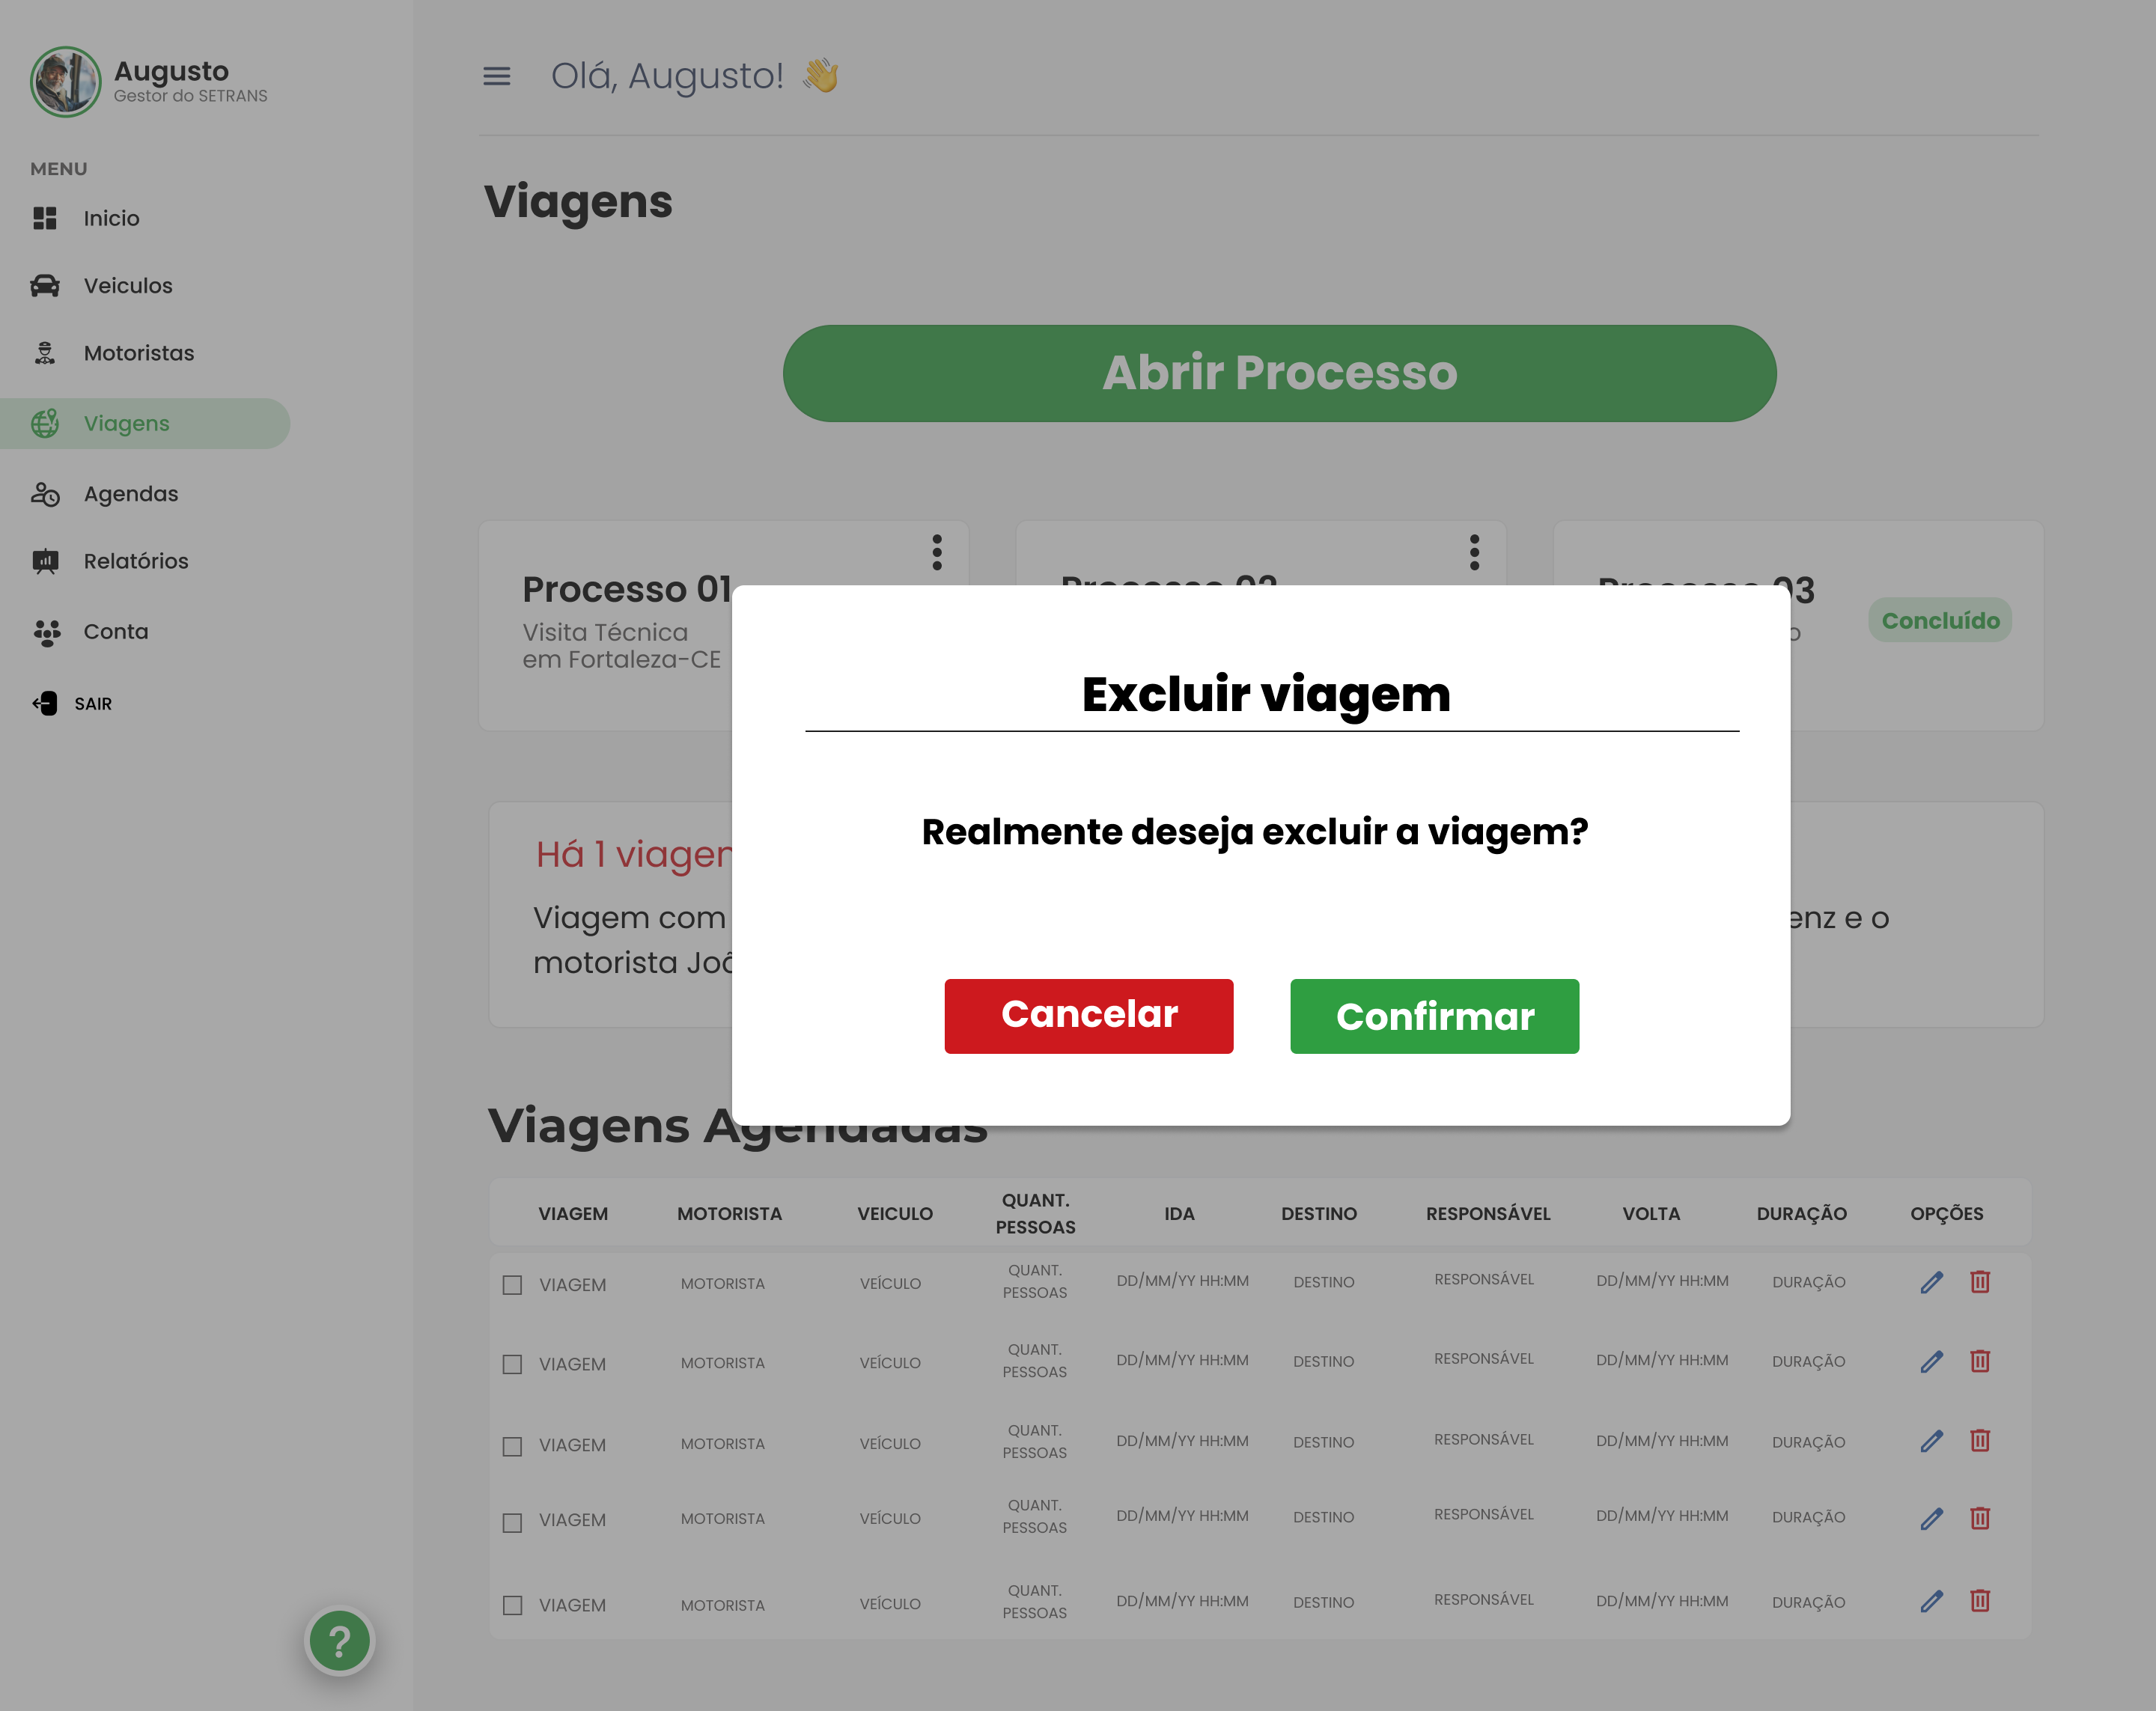 Augusto
Gestor do SETRANS
MENU
Inicio
Veiculos
Motoristas
Viagens
Agendas
Relatórios
Conta
SAIR
?
Olá, Augusto! 👋
Viagens
Abrir Processo
Processo 01
Visita Técnica
em Fortaleza-CE
Processo 02
Processo 03
Concluído
Excluir viagem
Realmente deseja excluir a viagem?
Cancelar
Confirmar
Há 1
Viagem com
motorista
e o
Viagens Agendadas
VIAGEM MOTORISTA VEICULO QUANT. PESSOAS IDA DESTINO RESPONSÁVEL VOLTA DURAÇÃO OPÇÕES
VIAGEM MOTORISTA VEÍCULO QUANT. PESSOAS DD/MM/YY HH:MM DESTINO RESPONSÁVEL DD/MM/YY HH:MM DURAÇÃO
VIAGEM MOTORISTA VEÍCULO QUANT. PESSOAS DD/MM/YY HH:MM DESTINO RESPONSÁVEL DD/MM/YY HH:MM DURAÇÃO
VIAGEM MOTORISTA VEÍCULO QUANT. PESSOAS DD/MM/YY HH:MM DESTINO RESPONSÁVEL DD/MM/YY HH:MM DURAÇÃO
VIAGEM MOTORISTA VEÍCULO QUANT. PESSOAS DD/MM/YY HH:MM DESTINO RESPONSÁVEL DD/MM/YY HH:MM DURAÇÃO
VIAGEM MOTORISTA VEÍCULO QUANT. PESSOAS DD/MM/YY HH:MM DESTINO RESPONSÁVEL DD/MM/YY HH:MM DURAÇÃO